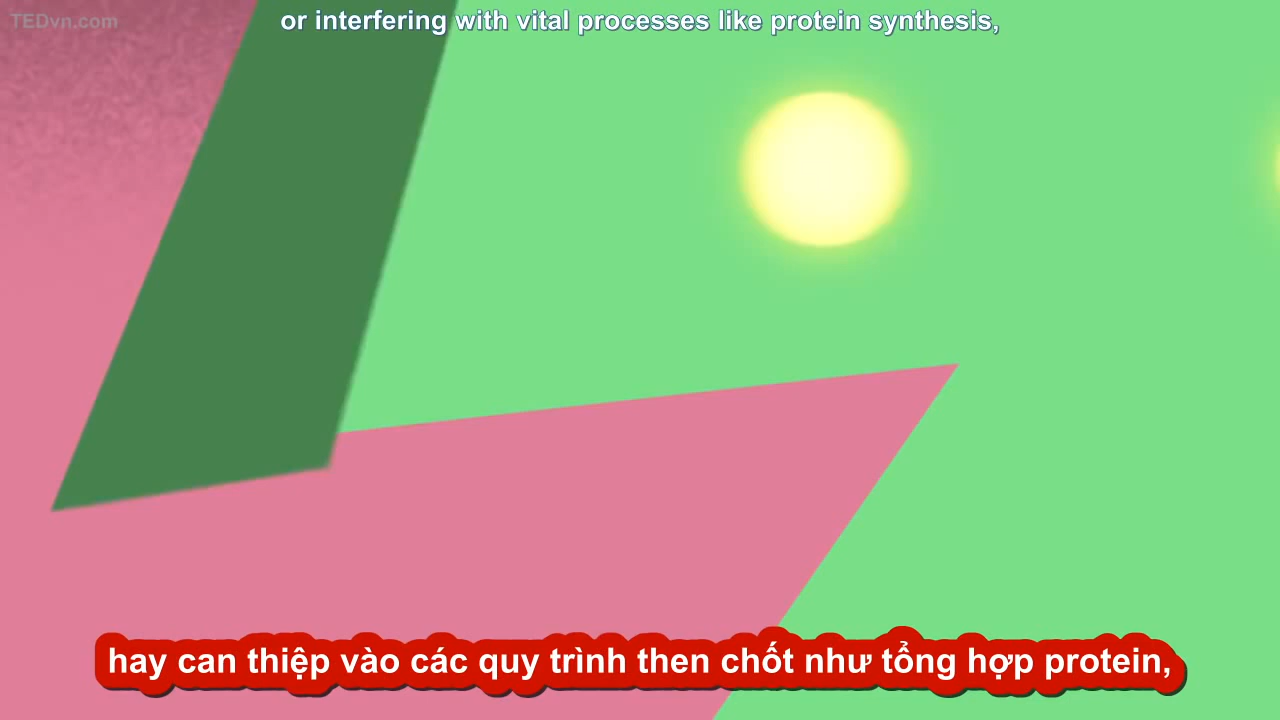 TEDvn.com
or interfering with vital processes like protein synthesis,
hay can thiệp vào các quy trình then chốt như tổng hợp protein,